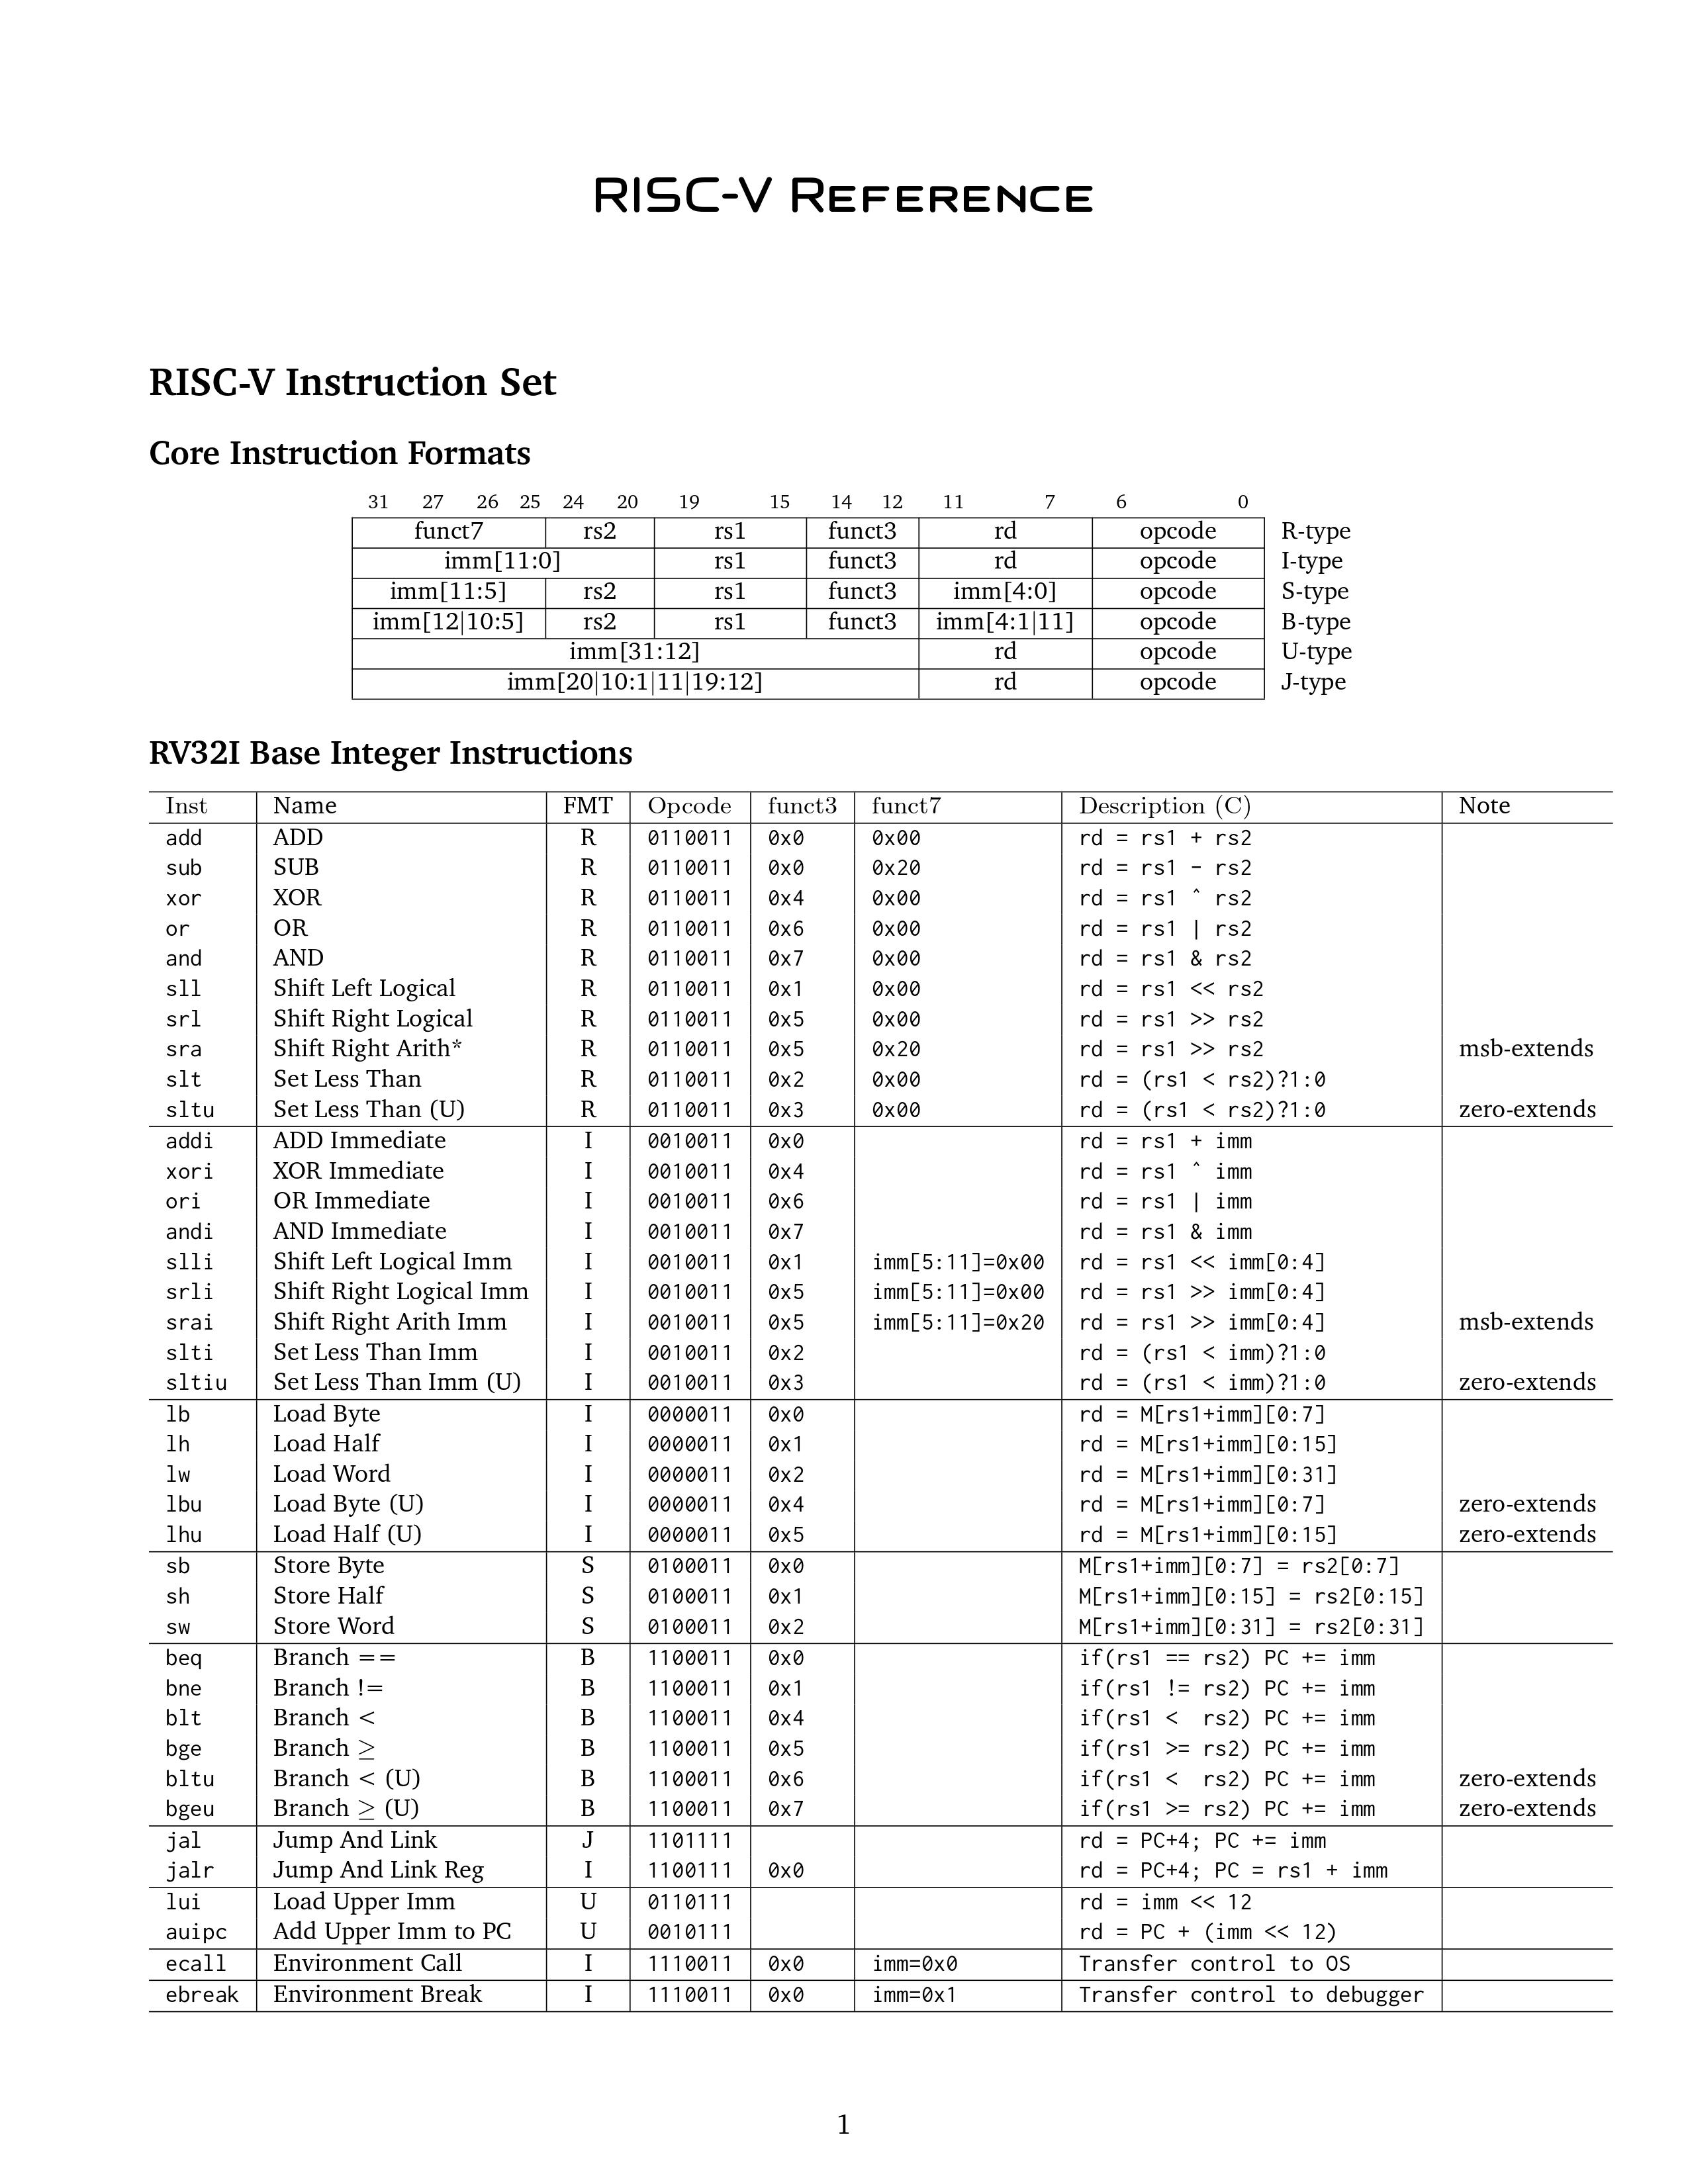 RISC-V Reference
RISC-V Instruction Set
Core Instruction Formats
31 27 26 25 24 20 19 15 14 12 11 7 6 0
funct7 rs2 rs1 funct3 rd opcode R-type
imm[11:0] rs1 funct3 rd opcode I-type
imm[11:5] rs2 rs1 funct3 imm[4:0] opcode S-type
imm[12|10:5] rs2 rs1 funct3 imm[4:1|11] opcode B-type
imm[31:12] rd opcode U-type
imm[20|10:1|11|19:12] rd opcode J-type
RV32I Base Integer Instructions
Inst Name FMT Opcode funct3 funct7 Description (C) Note
add ADD R 0110011 0x0 0x00 rd = rs1 + rs2
sub SUB R 0110011 0x0 0x20 rd = rs1 - rs2
xor XOR R 0110011 0x4 0x00 rd = rs1 ^ rs2
or OR R 0110011 0x6 0x00 rd = rs1 | rs2
and AND R 0110011 0x7 0x00 rd = rs1 & rs2
sll Shift Left Logical R 0110011 0x1 0x00 rd = rs1 << rs2
srl Shift Right Logical R 0110011 0x5 0x00 rd = rs1 >> rs2
sra Shift Right Arith* R 0110011 0x5 0x20 rd = rs1 >> rs2 msb-extends
slt Set Less Than R 0110011 0x2 0x00 rd = (rs1 < rs2)?1:0
sltu Set Less Than (U) R 0110011 0x3 0x00 rd = (rs1 < rs2)?1:0 zero-extends
addi ADD Immediate I 0010011 0x0 rd = rs1 + imm
xori XOR Immediate I 0010011 0x4 rd = rs1 ^ imm
ori OR Immediate I 0010011 0x6 rd = rs1 | imm
andi AND Immediate I 0010011 0x7 rd = rs1 & imm
slli Shift Left Logical Imm I 0010011 0x1 imm[5:11]=0x00 rd = rs1 << imm[0:4]
srli Shift Right Logical Imm I 0010011 0x5 imm[5:11]=0x00 rd = rs1 >> imm[0:4]
srai Shift Right Arith Imm I 0010011 0x5 imm[5:11]=0x20 rd = rs1 >> imm[0:4] msb-extends
slti Set Less Than Imm I 0010011 0x2 rd = (rs1 < imm)?1:0
sltiu Set Less Than Imm (U) I 0010011 0x3 rd = (rs1 < imm)?1:0 zero-extends
lb Load Byte I 0000011 0x0 rd = M[rs1+imm][0:7]
lh Load Half I 0000011 0x1 rd = M[rs1+imm][0:15]
lw Load Word I 0000011 0x2 rd = M[rs1+imm][0:31]
lbu Load Byte (U) I 0000011 0x4 rd = M[rs1+imm][0:7] zero-extends
lhu Load Half (U) I 0000011 0x5 rd = M[rs1+imm][0:15] zero-extends
sb Store Byte S 0100011 0x0 M[rs1+imm][0:7] = rs2[0:7]
sh Store Half S 0100011 0x1 M[rs1+imm][0:15] = rs2[0:15]
sw Store Word S 0100011 0x2 M[rs1+imm][0:31] = rs2[0:31]
beq Branch == B 1100011 0x0 if(rs1 == rs2) PC += imm
bne Branch != B 1100011 0x1 if(rs1 != rs2) PC += imm
blt Branch < B 1100011 0x4 if(rs1 < rs2) PC += imm
bge Branch ≥ B 1100011 0x5 if(rs1 >= rs2) PC += imm
bltu Branch < (U) B 1100011 0x6 if(rs1 < rs2) PC += imm zero-extends
bgeu Branch ≥ (U) B 1100011 0x7 if(rs1 >= rs2) PC += imm zero-extends
jal Jump And Link J 1101111 rd = PC+4; PC += imm
jalr Jump And Link Reg I 1100111 0x0 rd = PC+4; PC = rs1 + imm
lui Load Upper Imm U 0110111 rd = imm << 12
auipc Add Upper Imm to PC U 0010111 rd = PC + (imm << 12)
ecall Environment Call I 1110011 0x0 imm=0x0 Transfer control to OS
ebreak Environment Break I 1110011 0x0 imm=0x1 Transfer control to debugger
1